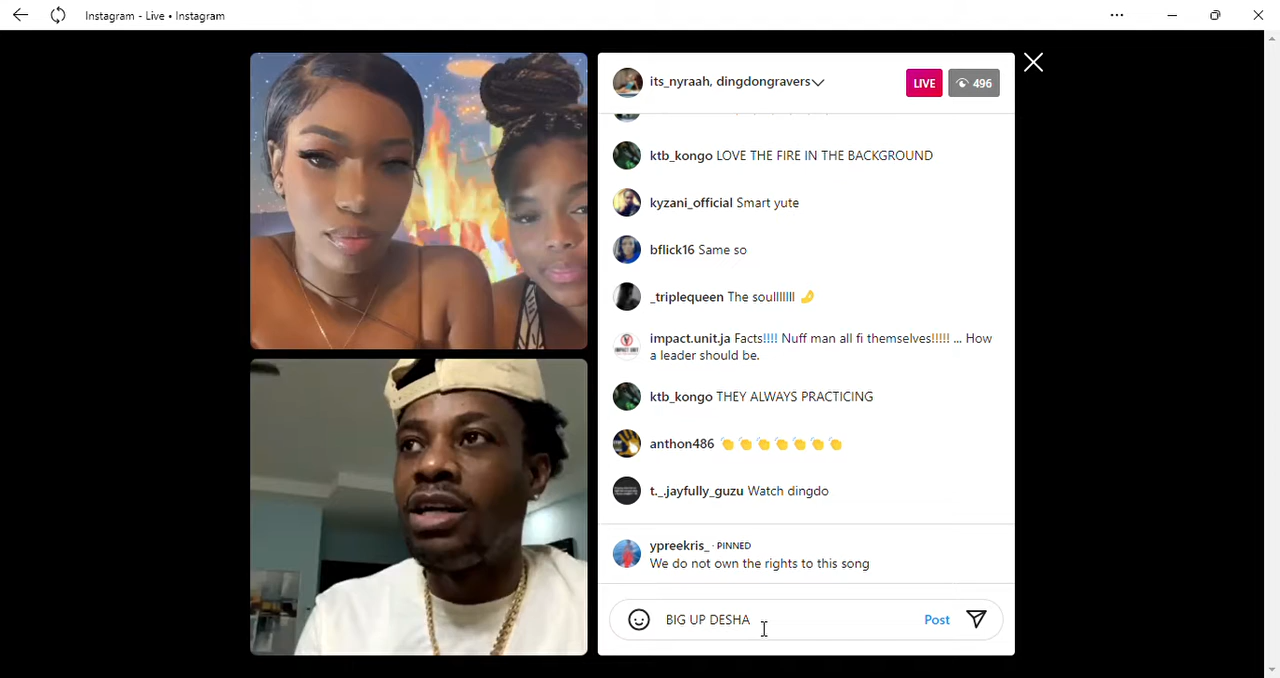 Instagram - Live • Instagram
its_nyraah, dingdongravers
LIVE
496
ktb_kongo LOVE THE FIRE IN THE BACKGROUND
kyzani_official Smart yute
bflick16 Same so
_triplequeen The soulllllll 🤌
impact.unit.ja Facts!!!! Nuff man all fi themselves!!!!! ... How
a leader should be.
ktb_kongo THEY ALWAYS PRACTICING
anthon486 👏👏👏👏👏👏👏
t._.jayfully_guzu Watch dingdo
ypreekris_ · PINNED
We do not own the rights to this song
BIG UP DESHA
Post